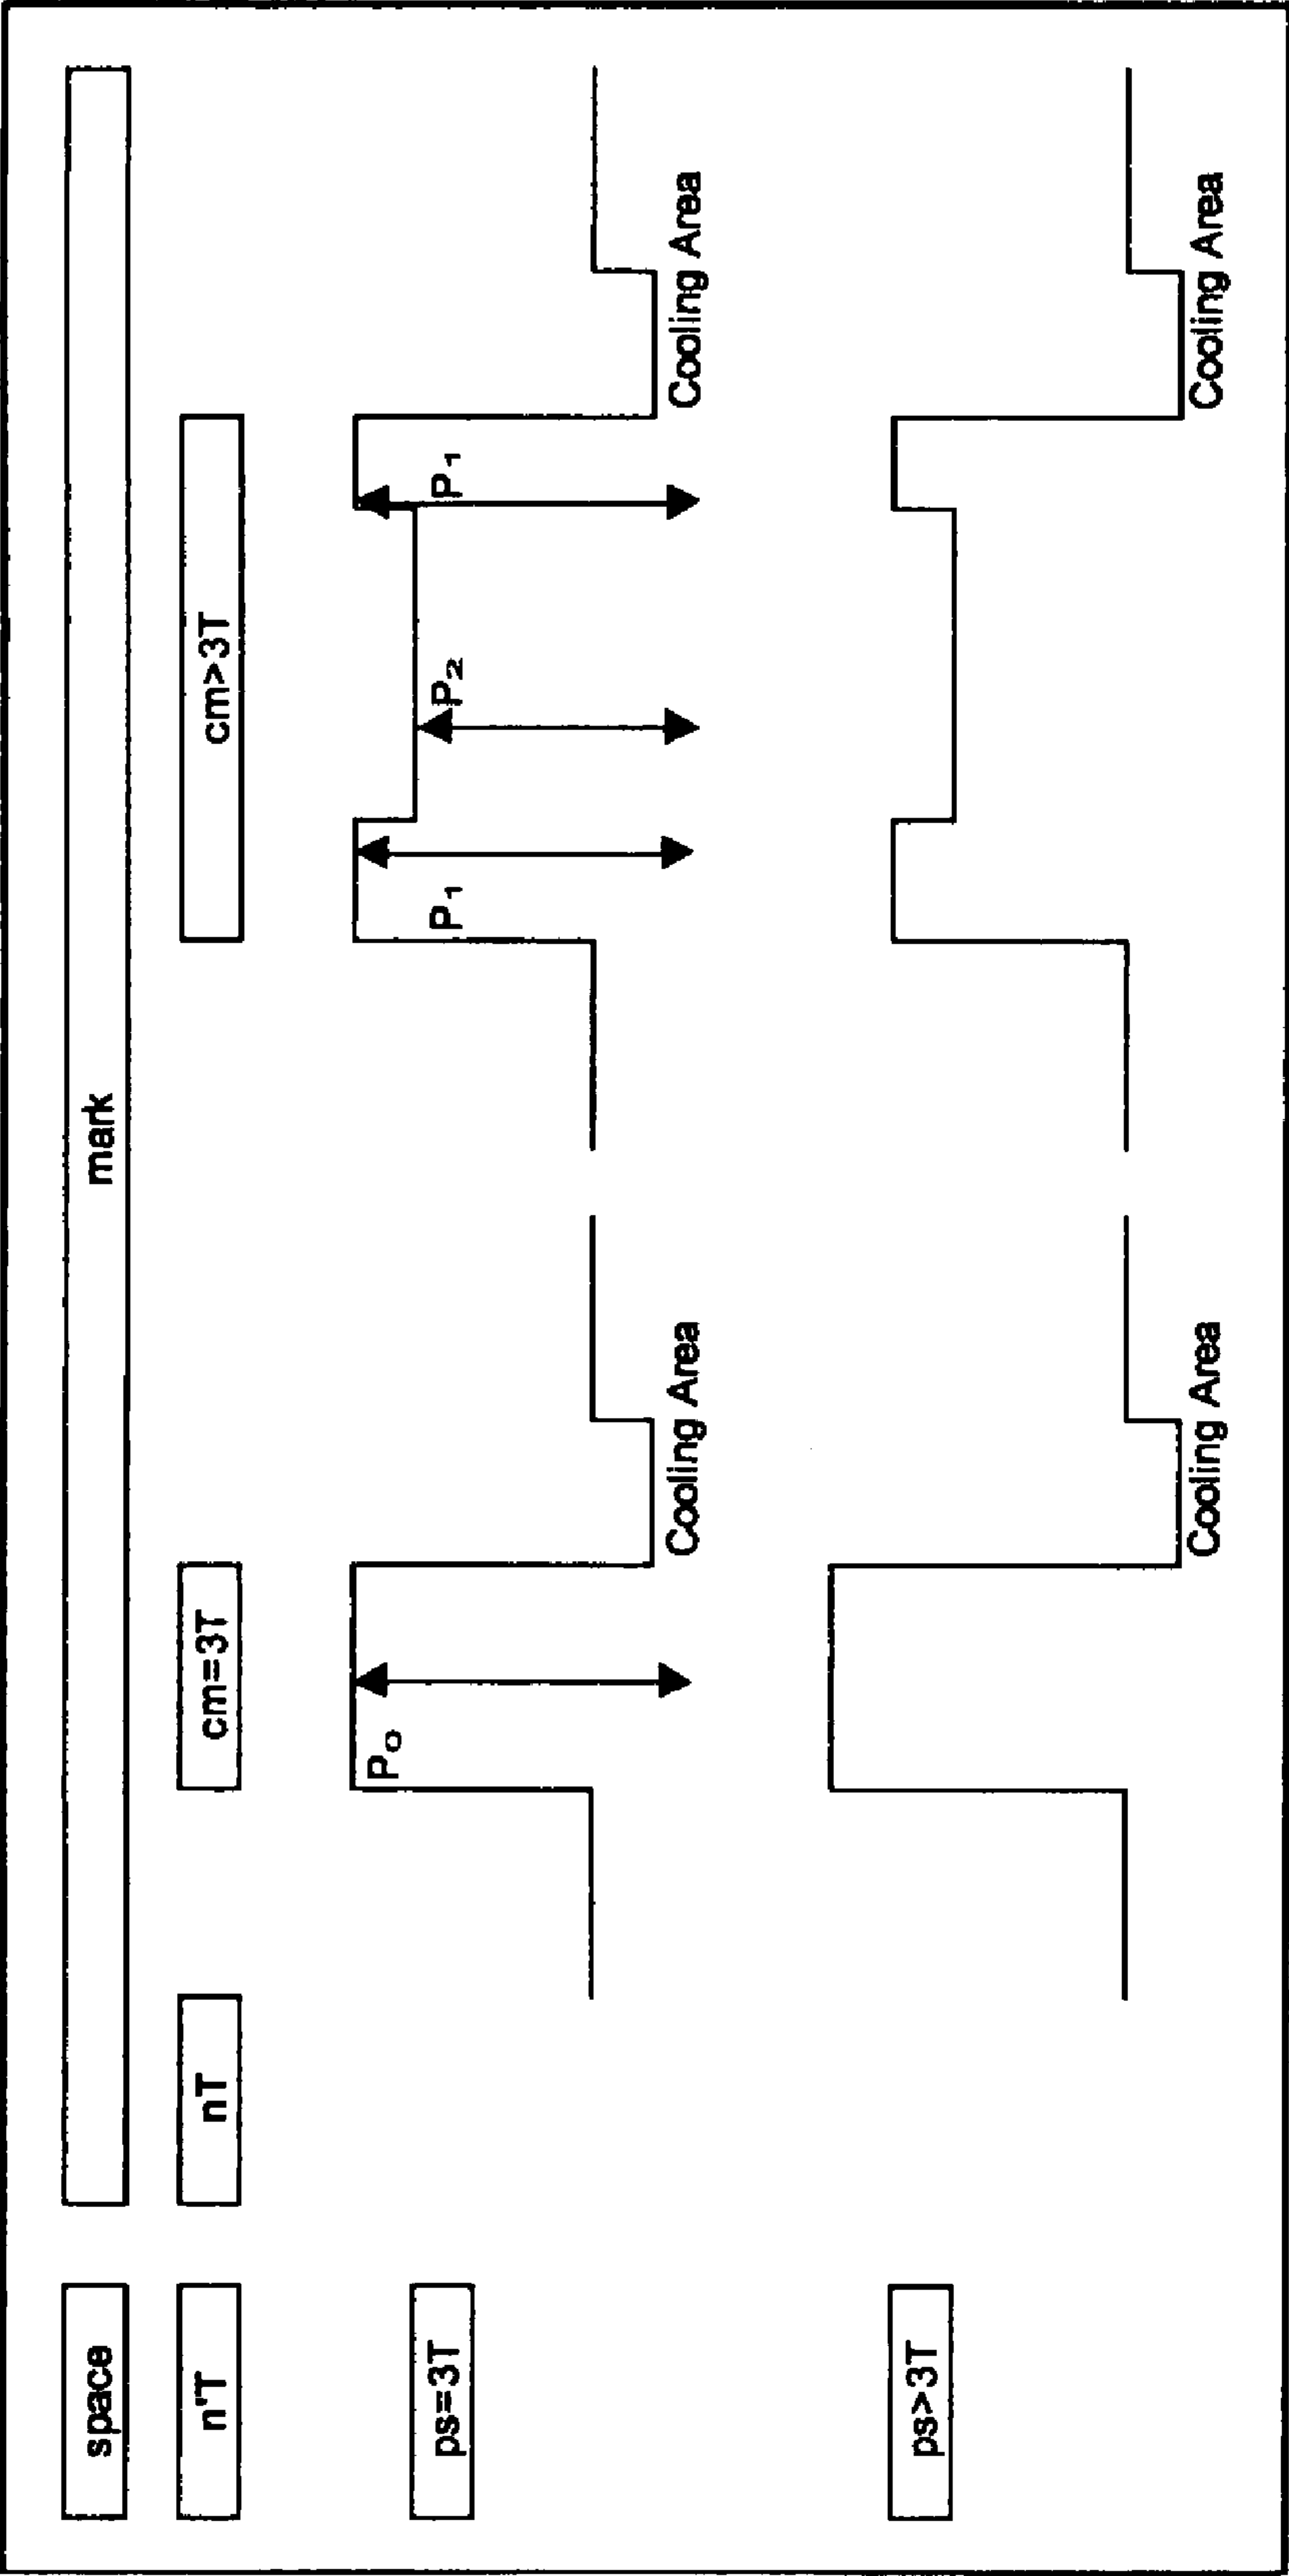 space
mark
n'T
nT
cm=3T
cm>3T
ps=3T
P0
Cooling Area
P1
P2
P1
Cooling Area
ps>3T
Cooling Area
Cooling Area